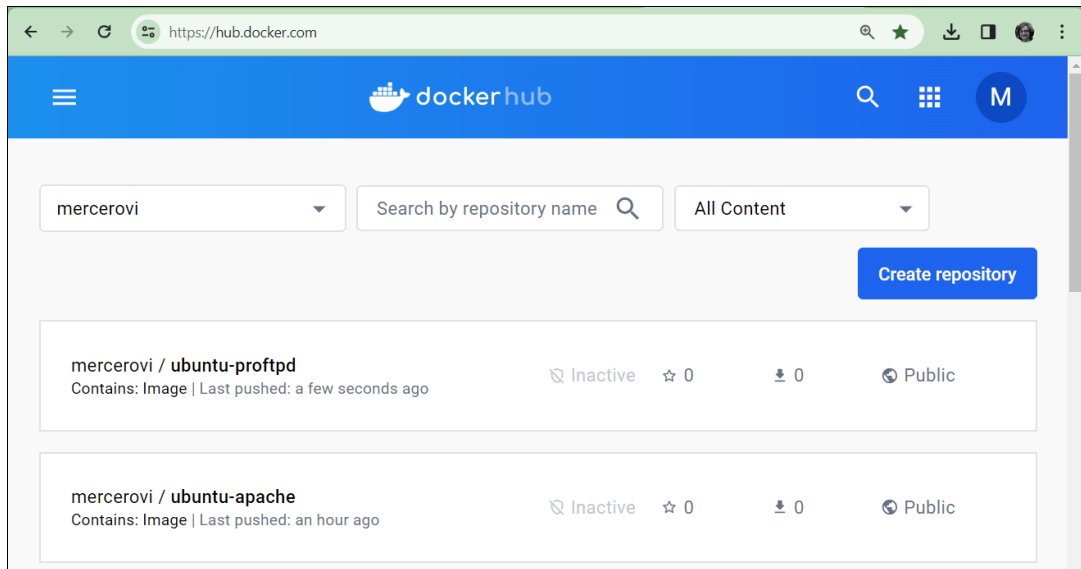 https://hub.docker.com
dockerhub
M
mercerovi
Search by repository name
All Content
Create repository
mercerovi / ubuntu-proftpd
Contains: Image | Last pushed: a few seconds ago
Inactive
0
0
Public
mercerovi / ubuntu-apache
Contains: Image | Last pushed: an hour ago
Inactive
0
0
Public